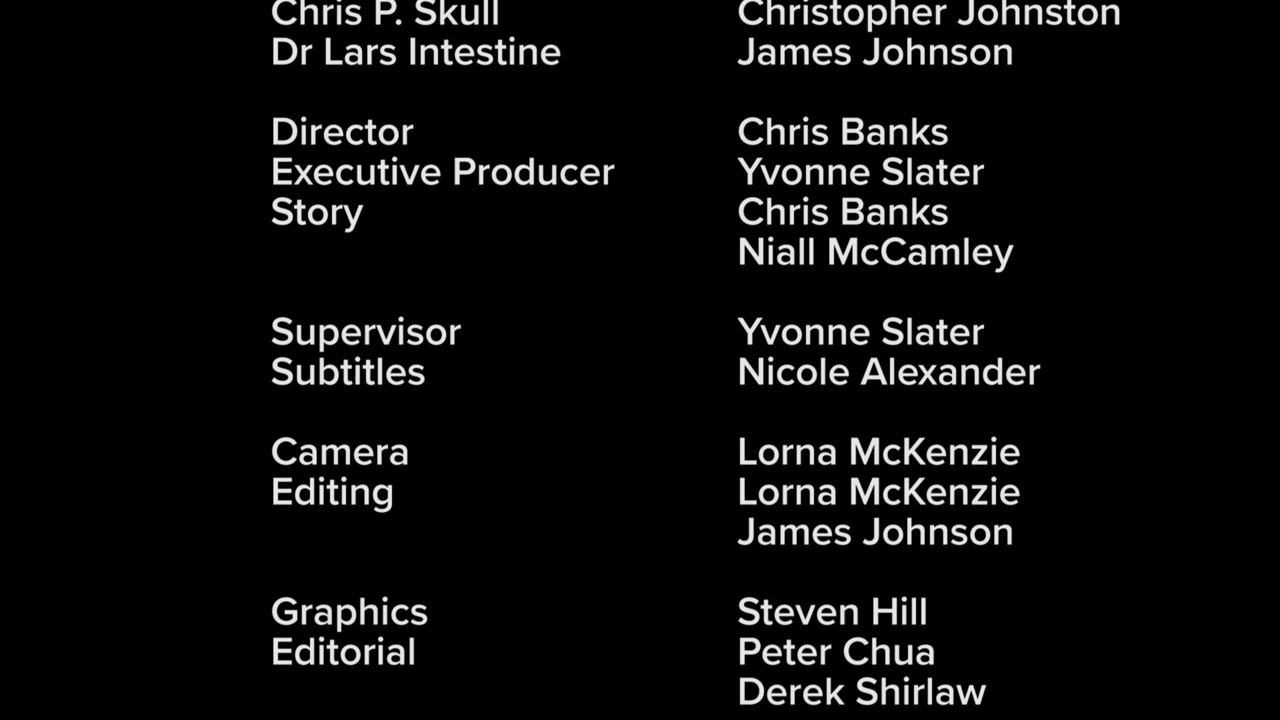 Chris P. Skull Christopher Johnston
Dr Lars Intestine James Johnson
Director Chris Banks
Executive Producer Yvonne Slater
Story Chris Banks
Niall McCamley
Supervisor Yvonne Slater
Subtitles Nicole Alexander
Camera Lorna McKenzie
Editing Lorna McKenzie
James Johnson
Graphics Steven Hill
Editorial Peter Chua
Derek Shirlaw